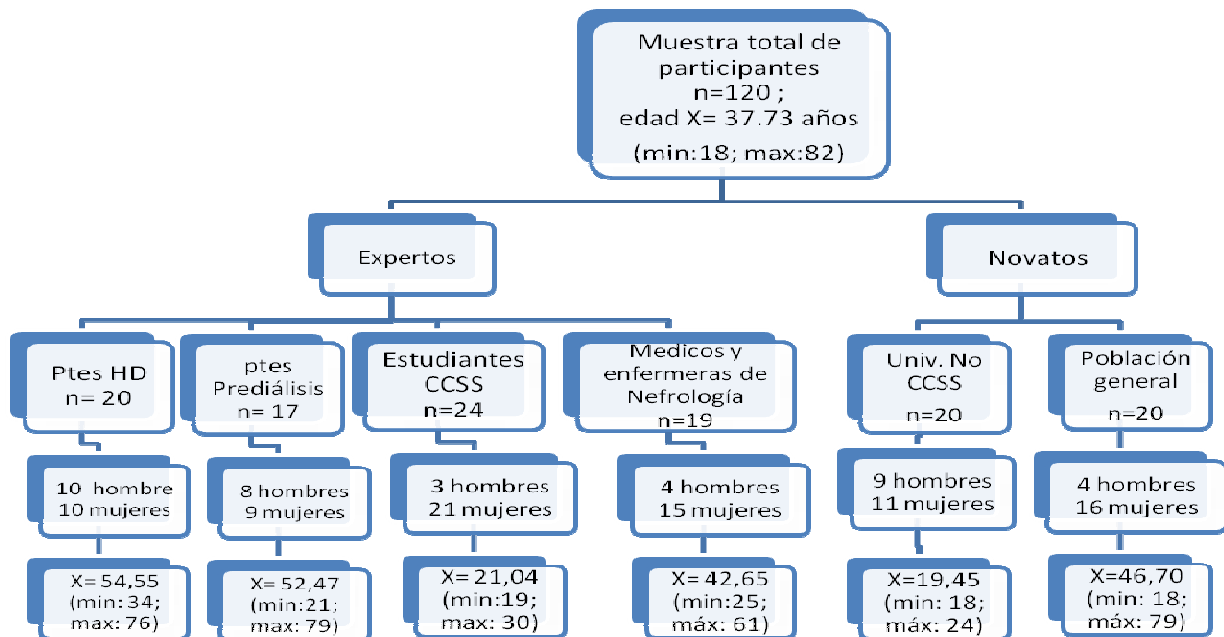 Muestra total de
participantes
n=120 ;
edad X= 37.73 años
(min:18; max:82)
Expertos
Novatos
Ptes HD
n= 20
ptes
Prediálisis
n= 17
Estudiantes
CCSS
n=24
Medicos y
enfermeras de
Nefrología
n=19
Univ. No
CCSS
n=20
Población
general
n=20
10 hombre
10 mujeres
8 hombres
9 mujeres
3 hombres
21 mujeres
4 hombres
15 mujeres
9 hombres
11 mujeres
4 hombres
16 mujeres
X= 54,55
(min: 34;
max: 76)
X= 52,47
(min:21;
max: 79)
X=21,04
(min:19;
max: 30)
X= 42,65
(min:25;
máx: 61)
X=19,45
(min: 18;
máx: 24)
X=46,70
(min: 18;
máx: 79)